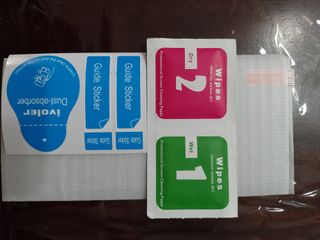 ivoler
Dust-absorber
Guide Sticker
Guide Sticker
Guide Sticker
Guide Sticker
Wipes
Dry
2
Professional Screen Cleaning Paper
Wipes
Wet
1
Professional Screen Cleaning Paper